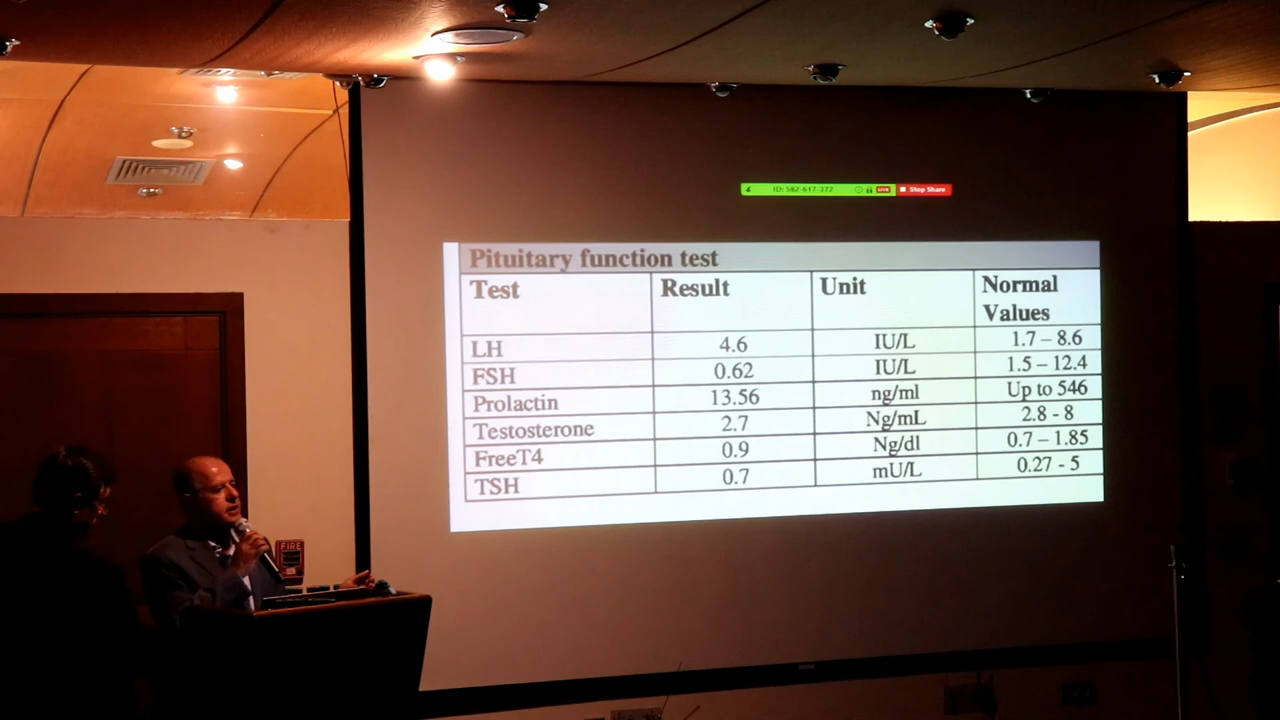 ID: 582-617-372 LIVE Stop Share
Pituitary function test
Test Result Unit Normal Values
LH 4.6 IU/L 1.7 – 8.6
FSH 0.62 IU/L 1.5 – 12.4
Prolactin 13.56 ng/ml Up to 546
Testosterone 2.7 Ng/mL 2.8 - 8
FreeT4 0.9 Ng/dl 0.7 – 1.85
TSH 0.7 mU/L 0.27 - 5
FIRE